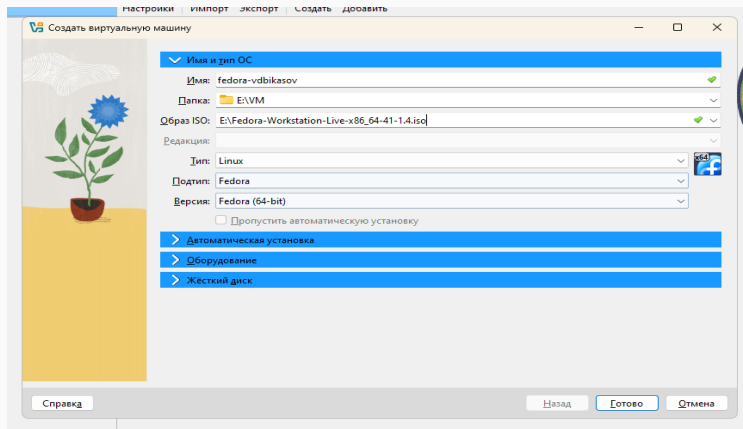 Настройки Импорт Экспорт Создать Добавить
Создать виртуальную машину
Имя и тип ОС
Имя: fedora-vdbikasov
Папка: E:\VM
Образ ISO: E:\Fedora-Workstation-Live-x86_64-41-1.4.iso
Редакция:
Тип: Linux
64
Подтип: Fedora
Версия: Fedora (64-bit)
Пропустить автоматическую установку
Автоматическая установка
Оборудование
Жёсткий диск
Справка Назад Готово Отмена